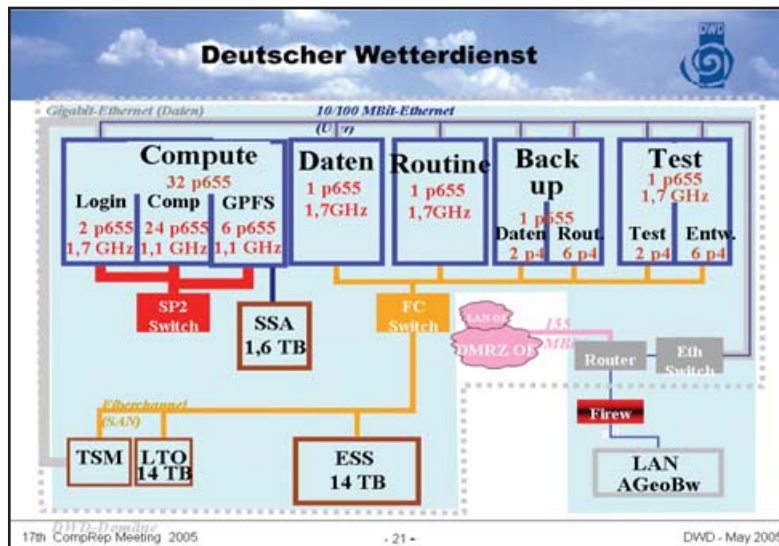 Deutscher Wetterdienst
DWD
Gigabit-Ethernet (Daten)
10/100 MBit-Ethernet
Compute
32 p655
Login
2 p655
1,7 GHz
Comp
24 p655
1,1 GHz
GPFS
6 p655
1,1 GHz
Daten
1 p655
1,7GHz
Routine
1 p655
1,7GHz
Back
up
1 p655
Daten
2 p4
Rout.
6 p4
Test
1 p655
1,7 GHz
Test
2 p4
Entw.
6 p4
SP2
Switch
SSA
1,6 TB
FC
Switch
LAN OF
DMRZ OF
155
Router
Eth
Switch
Firew
Fiberchannel
(SAN)
TSM
LTO
14 TB
ESS
14 TB
LAN
AGeoBw
DWD-Domäne
17th CompRep Meeting 2005
- 21 -
DWD - May 2005